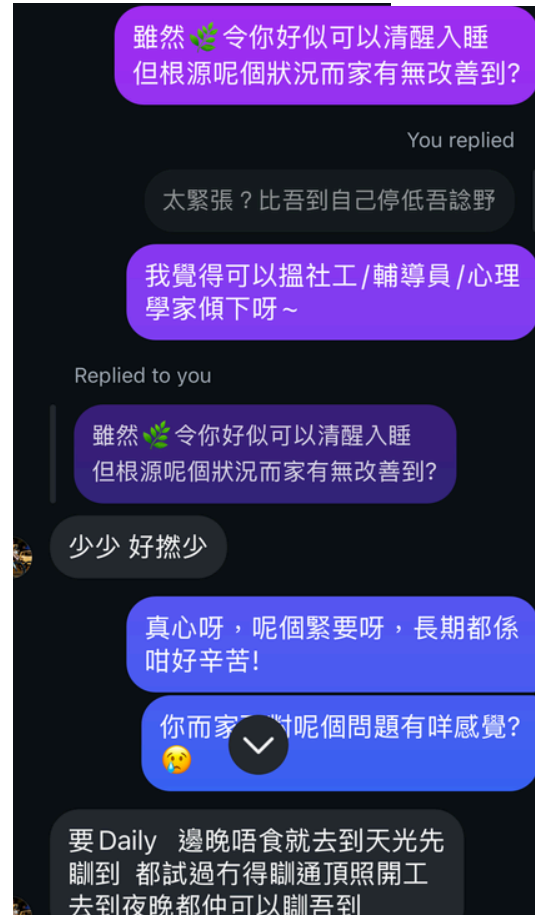 雖然🌿令你好似可以清醒入睡
但根源呢個狀況而家有無改善到?
You replied
太緊張？比吾到自己停低吾諗野
我覺得可以搵社工/輔導員/心理
學家傾下呀~
Replied to you
雖然🌿令你好似可以清醒入睡
但根源呢個狀況而家有無改善到?
少少 好撚少
真心呀，呢個緊要呀，長期都係
咁好辛苦!
你而家 對呢個問題有咩感覺?
🥲
要Daily 邊晚唔食就去到天光先
瞓到 都試過冇得瞓通頂照開工
去到夜晚都仲可以瞓吾到